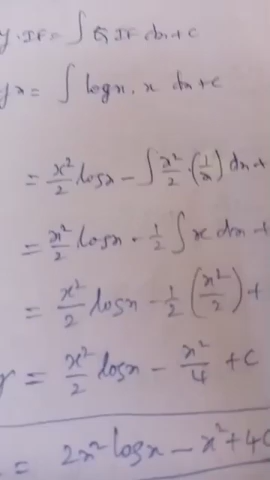 y·IF = ∫ Q IF dx + c
yx = ∫ logx · x dx + c
= x²/2 logx − ∫ x²/2 · (1/x) dx +
= x²/2 logx − 1/2 ∫ x dx +
= x²/2 logx − 1/2 (x²/2) +
= x²/2 logx − x²/4 + c
= 2x² logx − x² + 4c